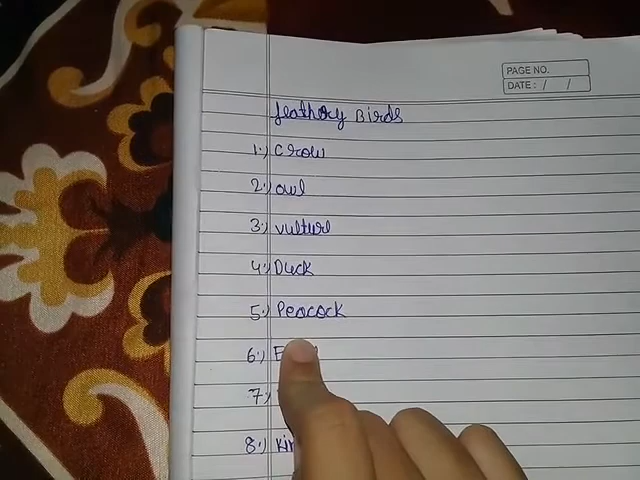 PAGE NO.
DATE: / /
feathery Birds
1.) crow
2.) owl
3.) vulture
4.) Duck
5.) Peacock
6.)
7.)
8.)